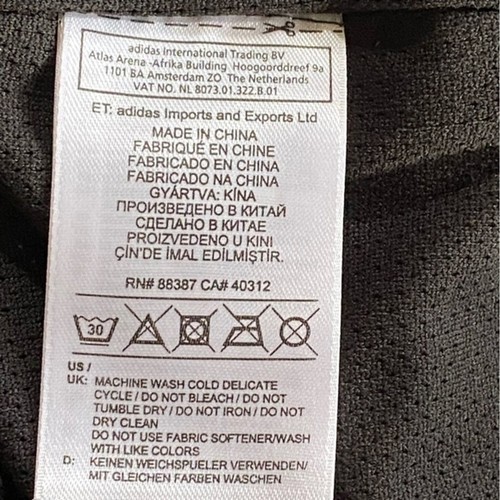 adidas International Trading BV
Atlas Arena -Afrika Building Hoogoorddreef 9a
1101 BA Amsterdam ZO The Netherlands
VAT NO. NL 8073.01.322.B.01
ET: adidas Imports and Exports Ltd
MADE IN CHINA
FABRIQUÉ EN CHINE
FABRICADO EN CHINA
FABRICADO NA CHINA
GYÁRTVA: KÍNA
ПРОИЗВЕДЕНО В КИТАЙ
СДЕЛАНО В КИТАЕ
PROIZVEDENO U KINI
ÇİN'DE İMAL EDİLMİŞTİR.
RN# 88387 CA# 40312
30
US /
UK: MACHINE WASH COLD DELICATE
CYCLE / DO NOT BLEACH / DO NOT
TUMBLE DRY / DO NOT IRON / DO NOT
DRY CLEAN
DO NOT USE FABRIC SOFTENER/WASH
WITH LIKE COLORS
D: KEINEN WEICHSPUELER VERWENDEN/
MIT GLEICHEN FARBEN WASCHEN